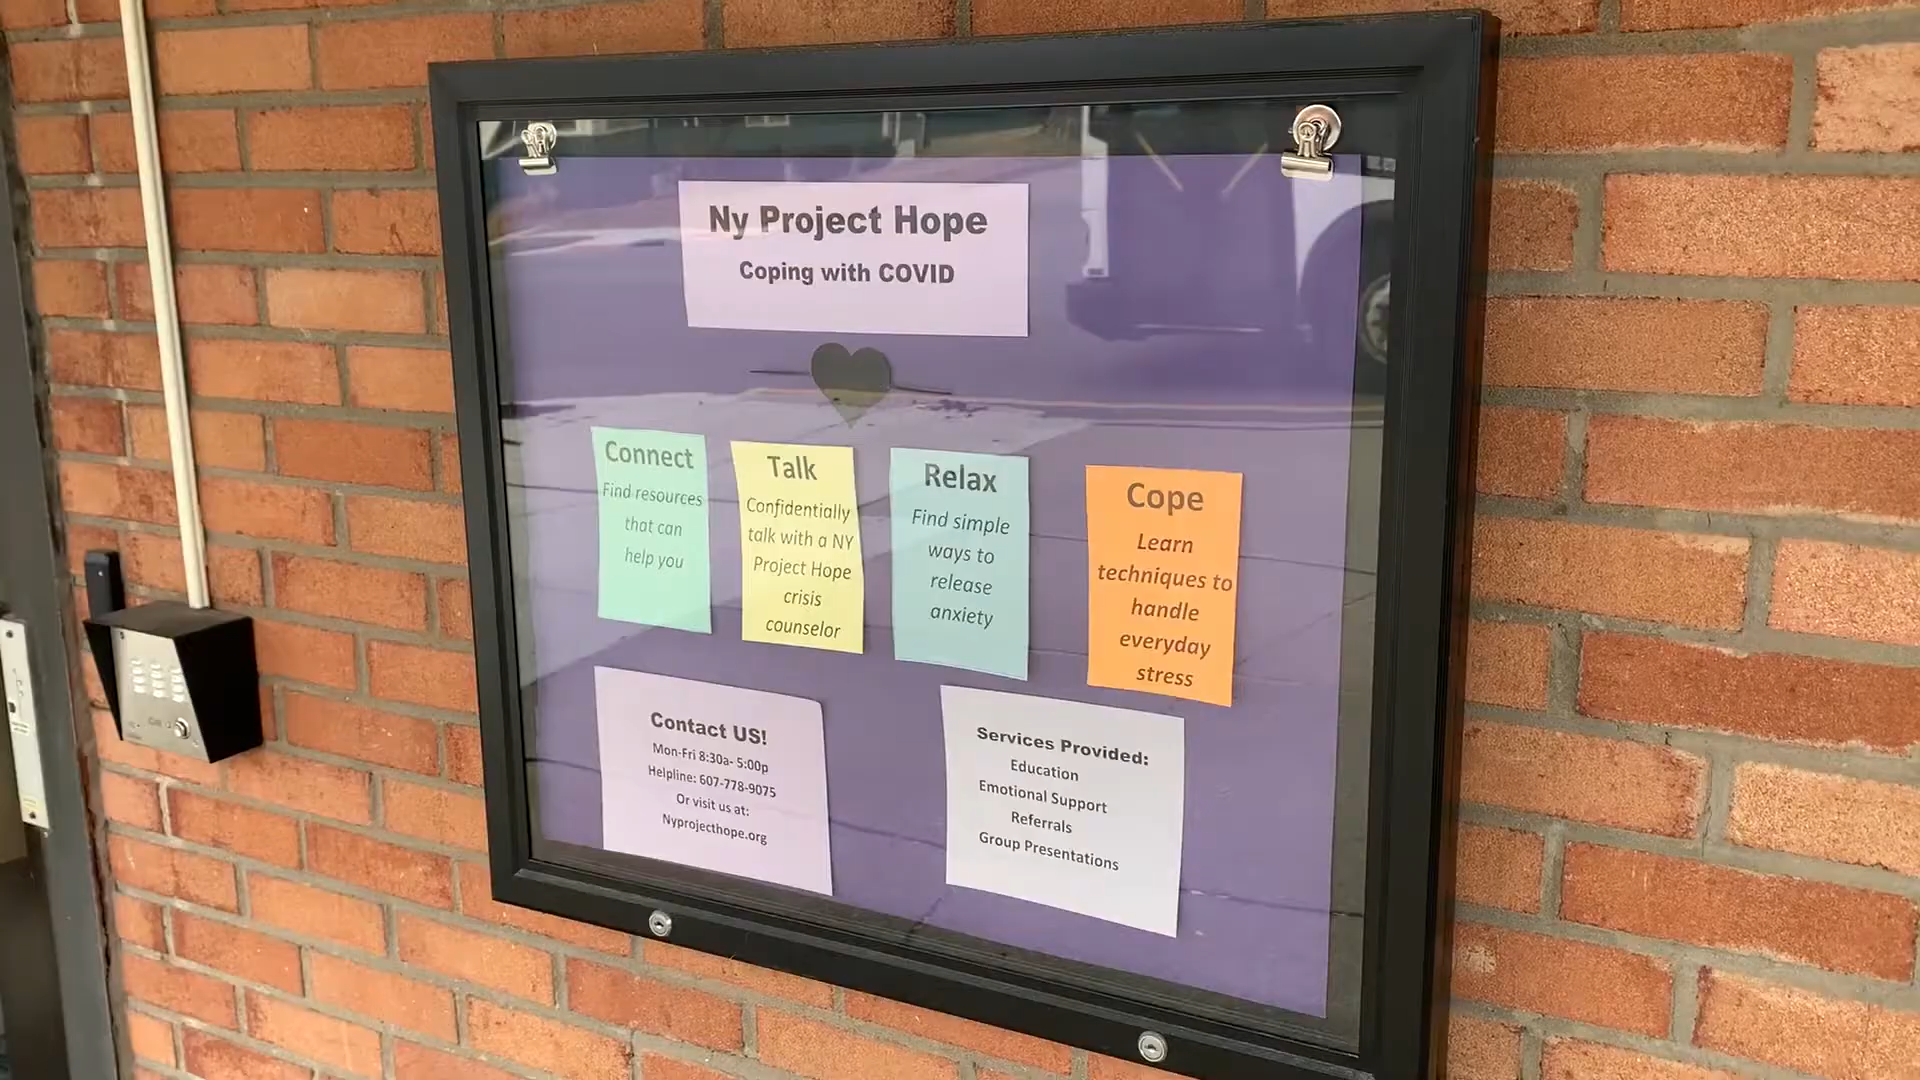 Ny Project Hope
Coping with COVID
Connect
Find resources
that can
help you
Talk
Confidentially
talk with a NY
Project Hope
crisis
counselor
Relax
Find simple
ways to
release
anxiety
Cope
Learn
techniques to
handle
everyday
stress
Contact US!
Mon-Fri 8:30a- 5:00p
Helpline: 607-778-9075
Or visit us at:
Nyprojecthope.org
Services Provided:
Education
Emotional Support
Referrals
Group Presentations